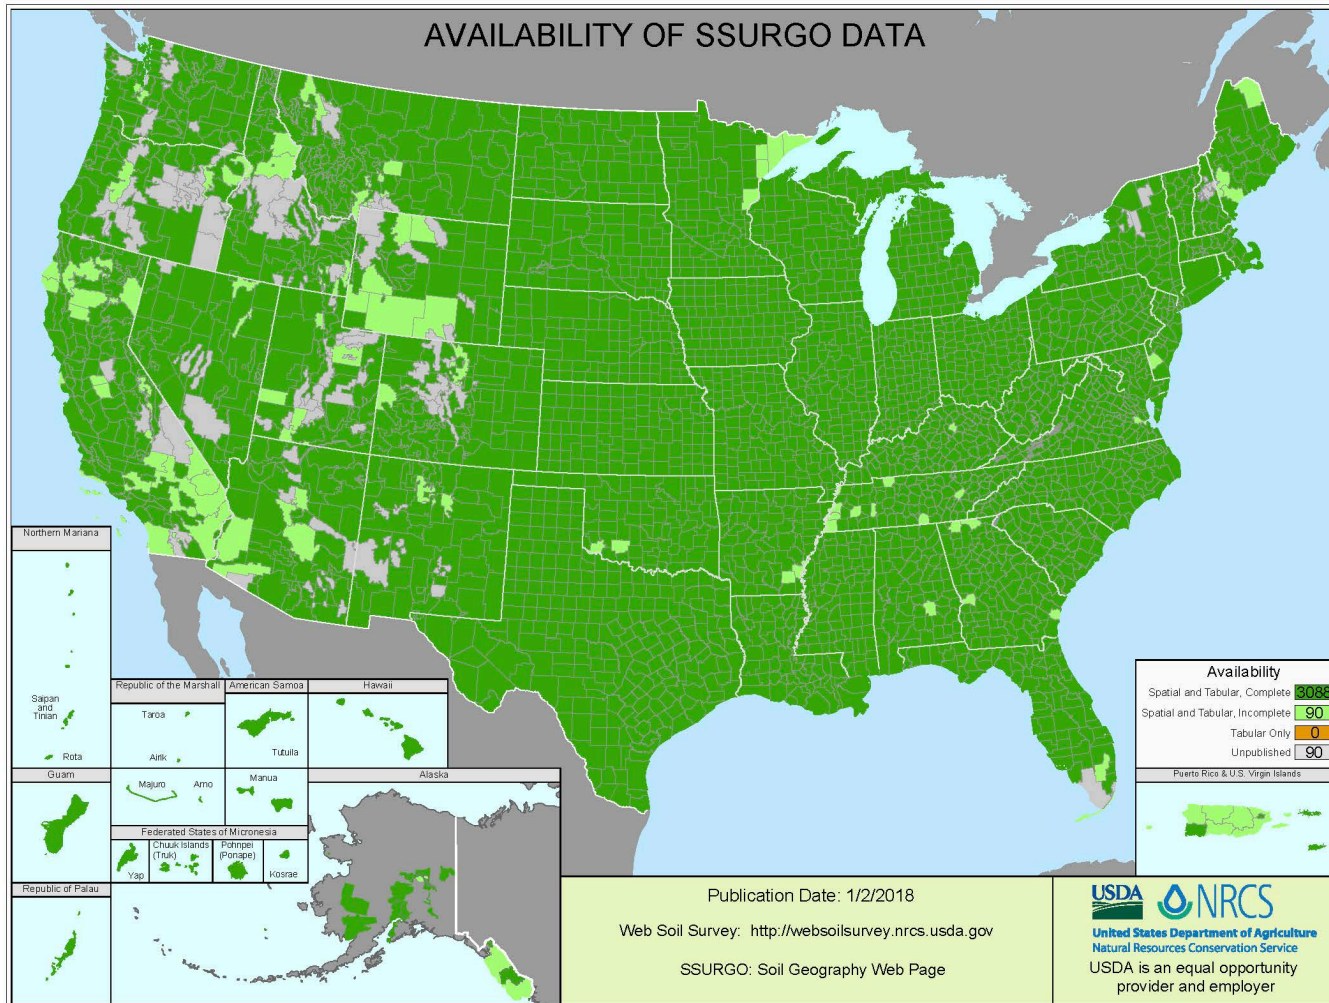 AVAILABILITY OF SSURGO DATA
Northern Mariana
Saipan
and
Tinian
Rota
Republic of the Marshall
Taroa
Airik
Majuro
Arno
American Samoa
Tutuila
Manua
Hawaii
Guam
Federated States of Micronesia
Yap
Chuuk Islands
(Truk)
Pohnpei
(Ponape)
Kosrae
Republic of Palau
Alaska
Availability
Spatial and Tabular, Complete 3088
Spatial and Tabular, Incomplete 90
Tabular Only 0
Unpublished 90
Puerto Rico & U.S. Virgin Islands
Publication Date: 1/2/2018
Web Soil Survey: http://websoilsurvey.nrcs.usda.gov
SSURGO: Soil Geography Web Page
USDA NRCS
United States Department of Agriculture
Natural Resources Conservation Service
USDA is an equal opportunity
provider and employer